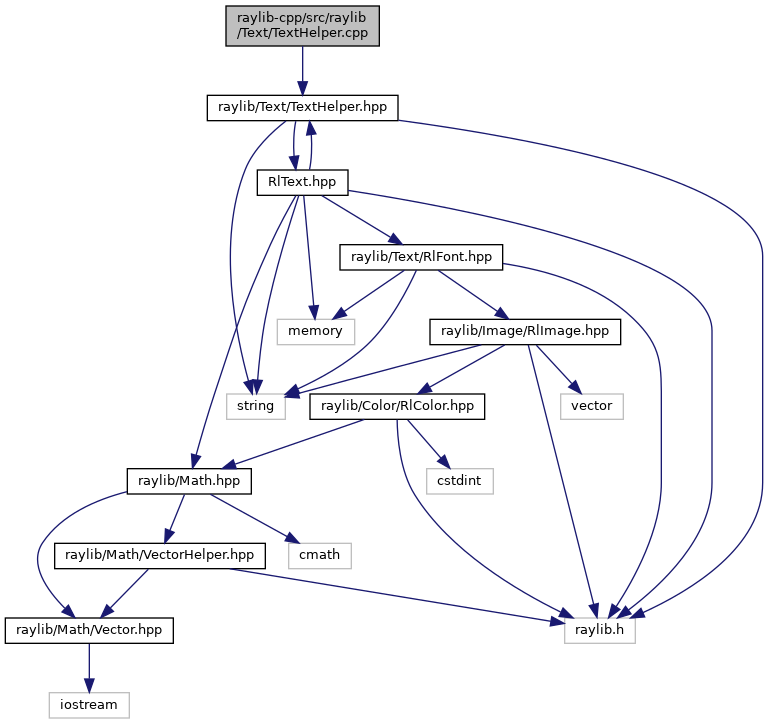 raylib-cpp/src/raylib
/Text/TextHelper.cpp
raylib/Text/TextHelper.hpp
RlText.hpp
raylib/Text/RlFont.hpp
memory
raylib/Image/RlImage.hpp
string
raylib/Color/RlColor.hpp
vector
raylib/Math.hpp
cstdint
raylib/Math/VectorHelper.hpp
cmath
raylib/Math/Vector.hpp
raylib.h
iostream